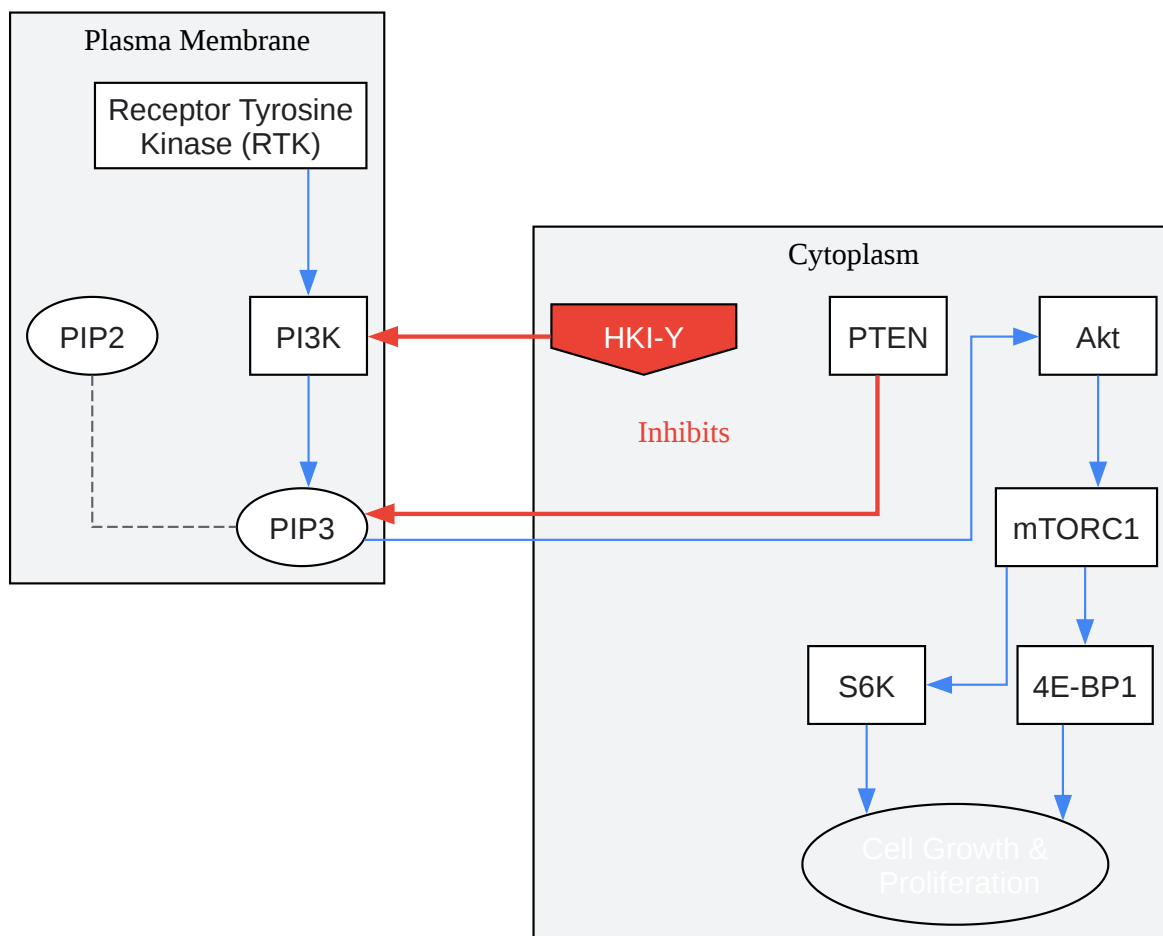 Plasma Membrane
Receptor Tyrosine
Kinase (RTK)
Cytoplasm
PIP2
PI3K
HKI-Y
PTEN
Akt
Inhibits
PIP3
mTORC1
S6K
4E-BP1
Cell Growth &
Proliferation